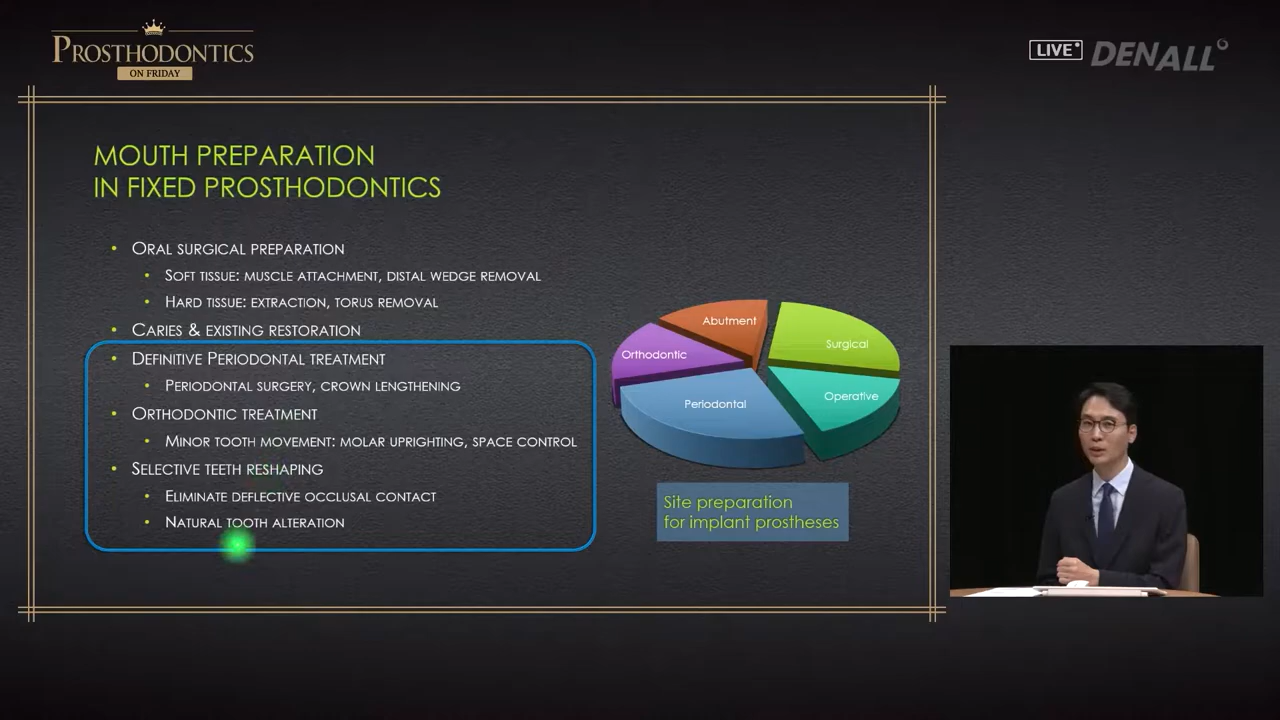 PROSTHODONTICS
ON FRIDAY
LIVE
DENALL
MOUTH PREPARATION
IN FIXED PROSTHODONTICS
• ORAL SURGICAL PREPARATION
• SOFT TISSUE: MUSCLE ATTACHMENT, DISTAL WEDGE REMOVAL
• HARD TISSUE: EXTRACTION, TORUS REMOVAL
• CARIES & EXISTING RESTORATION
• DEFINITIVE PERIODONTAL TREATMENT
• PERIODONTAL SURGERY, CROWN LENGTHENING
• ORTHODONTIC TREATMENT
• MINOR TOOTH MOVEMENT: MOLAR UPRIGHTING, SPACE CONTROL
• SELECTIVE TEETH RESHAPING
• ELIMINATE DEFLECTIVE OCCLUSAL CONTACT
• NATURAL TOOTH ALTERATION
Abutment
Surgical
Orthodontic
Operative
Periodontal
Site preparation
for implant prostheses